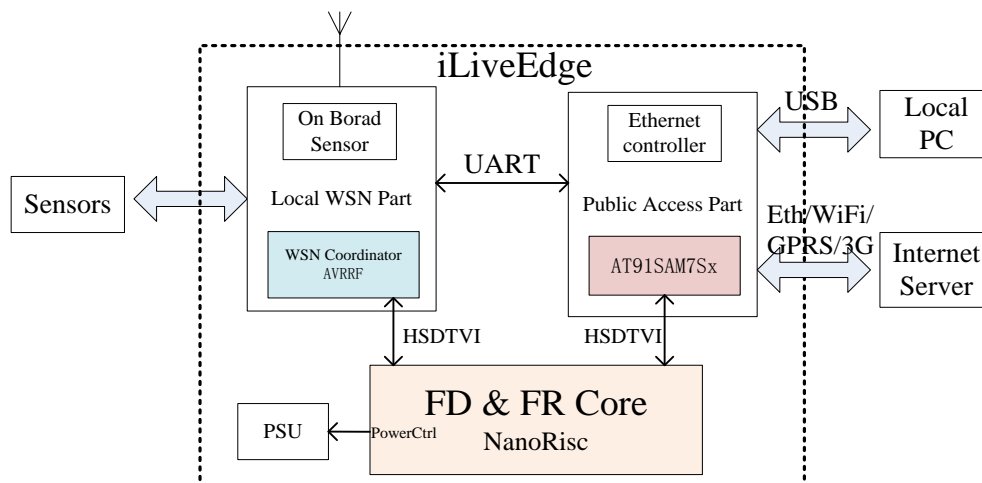 iLiveEdge
On Borad
Sensor
Local WSN Part
WSN Coordinator
AVRRF
UART
Ethernet
controller
Public Access Part
AT91SAM7Sx
USB
Local
PC
Sensors
Eth/WiFi/
GPRS/3G
Internet
Server
HSDTVI
HSDTVI
FD & FR Core
NanoRisc
PowerCtrl
PSU